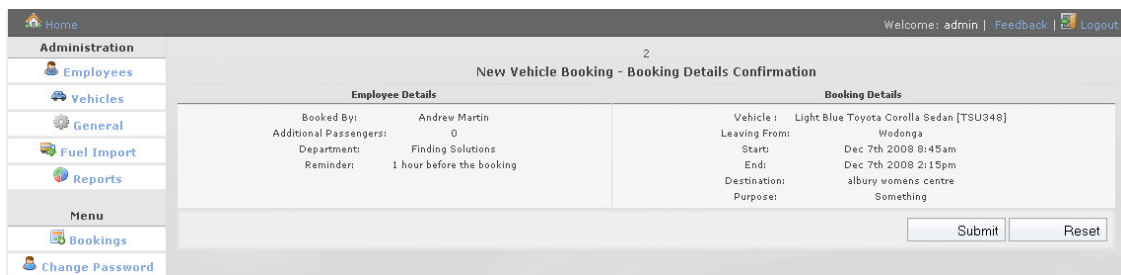 Home
Welcome: admin | Feedback | Logout
Administration
Employees
Vehicles
General
Fuel Import
Reports
Menu
Bookings
Change Password
2
New Vehicle Booking - Booking Details Confirmation
Employee Details
Booked By: Andrew Martin
Additional Passengers: 0
Department: Finding Solutions
Reminder: 1 hour before the booking
Booking Details
Vehicle : Light Blue Toyota Corolla Sedan [TSU348]
Leaving From: Wodonga
Start: Dec 7th 2008 8:45am
End: Dec 7th 2008 2:15pm
Destination: albury womens centre
Purpose: Something
Submit Reset